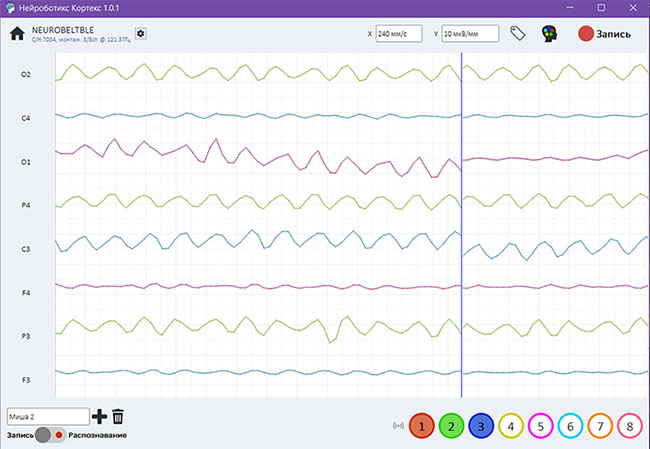 Нейроботикс Кортекс 1.0.1
NEUROBELTBLE
С/Н:7034, монтаж: 8/8сп @ 121.37Гц
X 240 мм/с Y 10 мкВ/мм Запись
O2
C4
O1
P4
C3
F4
P3
F3
Миша 2
Запись Распознавание
1 2 3 4 5 6 7 8